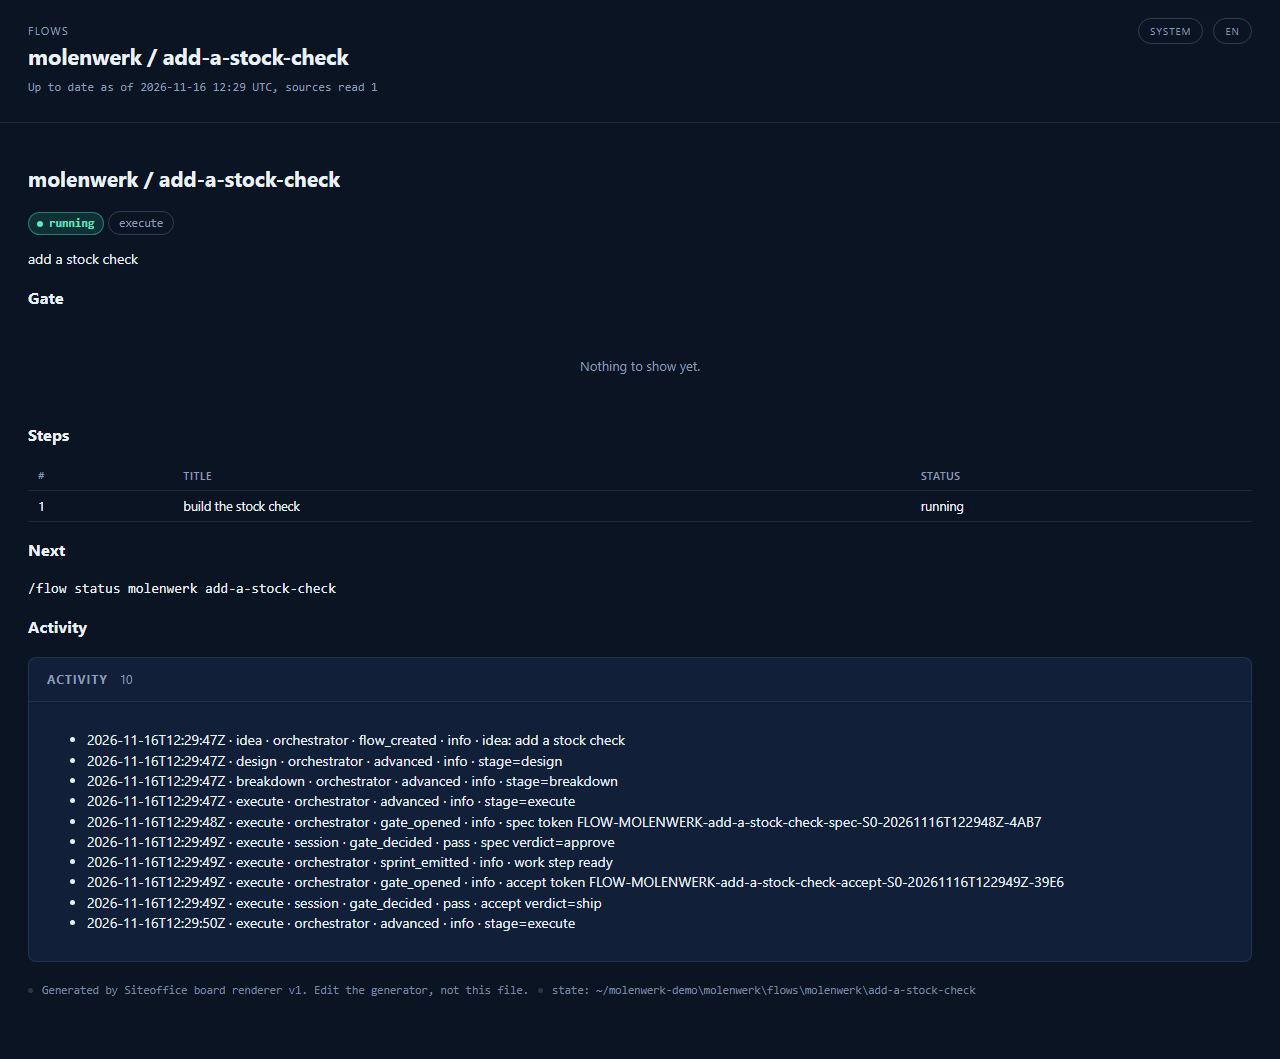 FLOWS
SYSTEM EN
molenwerk / add-a-stock-check
Up to date as of 2026-11-16 12:29 UTC, sources read 1
molenwerk / add-a-stock-check
running execute
add a stock check
Gate
Nothing to show yet.
Steps
# TITLE STATUS
1 build the stock check running
Next
/flow status molenwerk add-a-stock-check
Activity
ACTIVITY 10
2026-11-16T12:29:47Z · idea · orchestrator · flow_created · info · idea: add a stock check
2026-11-16T12:29:47Z · design · orchestrator · advanced · info · stage=design
2026-11-16T12:29:47Z · breakdown · orchestrator · advanced · info · stage=breakdown
2026-11-16T12:29:47Z · execute · orchestrator · advanced · info · stage=execute
2026-11-16T12:29:48Z · execute · orchestrator · gate_opened · info · spec token FLOW-MOLENWERK-add-a-stock-check-spec-S0-20261116T122948Z-4AB7
2026-11-16T12:29:49Z · execute · session · gate_decided · pass · spec verdict=approve
2026-11-16T12:29:49Z · execute · orchestrator · sprint_emitted · info · work step ready
2026-11-16T12:29:49Z · execute · orchestrator · gate_opened · info · accept token FLOW-MOLENWERK-add-a-stock-check-accept-S0-20261116T122949Z-39E6
2026-11-16T12:29:49Z · execute · session · gate_decided · pass · accept verdict=ship
2026-11-16T12:29:50Z · execute · orchestrator · advanced · info · stage=execute
Generated by Siteoffice board renderer v1. Edit the generator, not this file. state: ~/molenwerk-demo\molenwerk\flows\molenwerk\add-a-stock-check